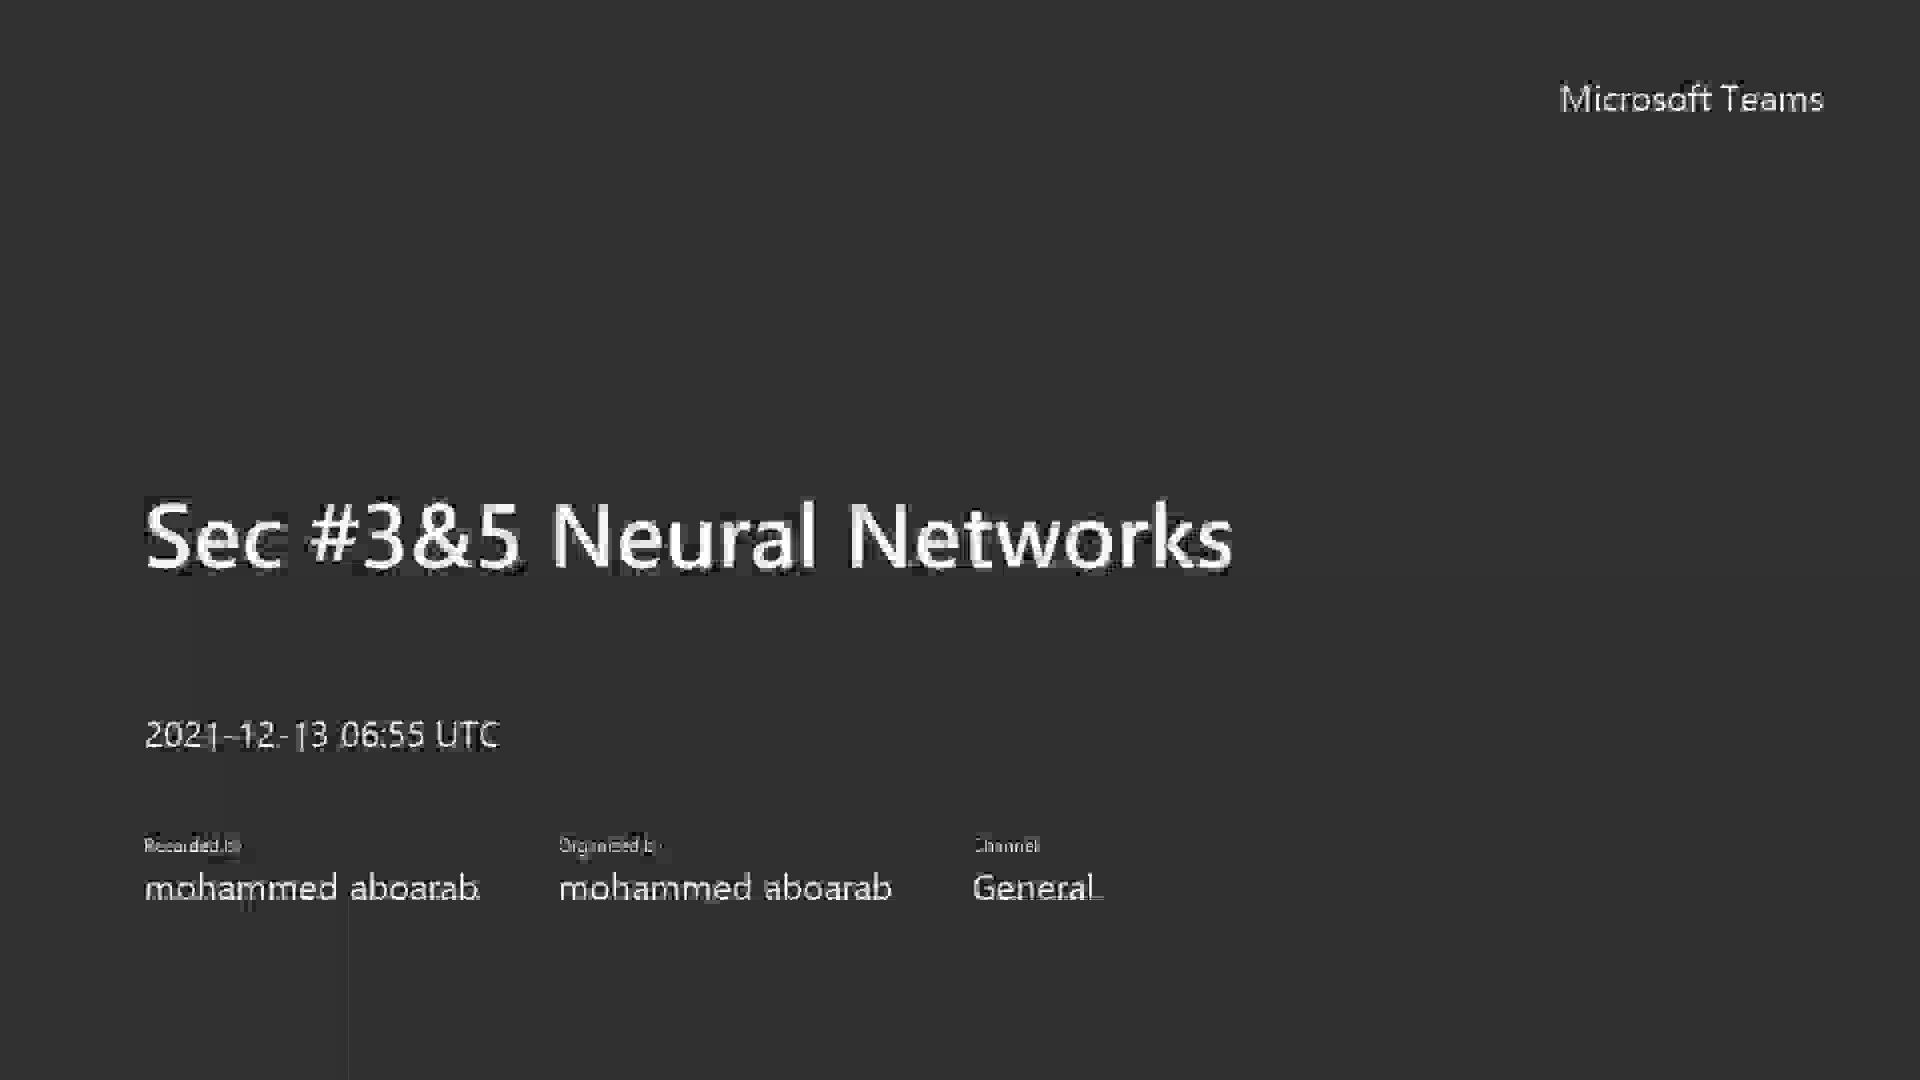 Microsoft Teams
Sec #3&5 Neural Networks
2021-12-13 06:55 UTC
Recorded by
Organized by
Channel
mohammed aboarab
mohammed aboarab
General